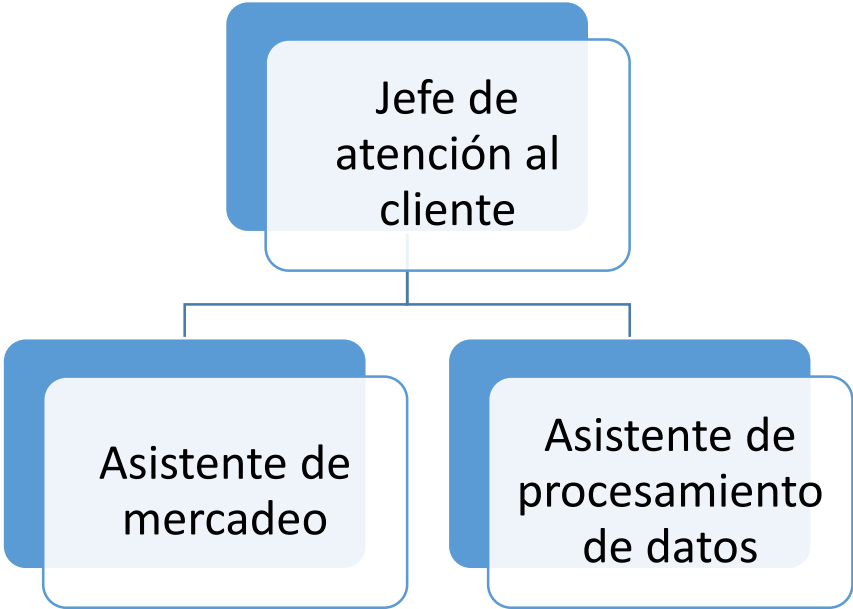 Jefe de
atención al
cliente
Asistente de
mercadeo
Asistente de
procesamiento
de datos